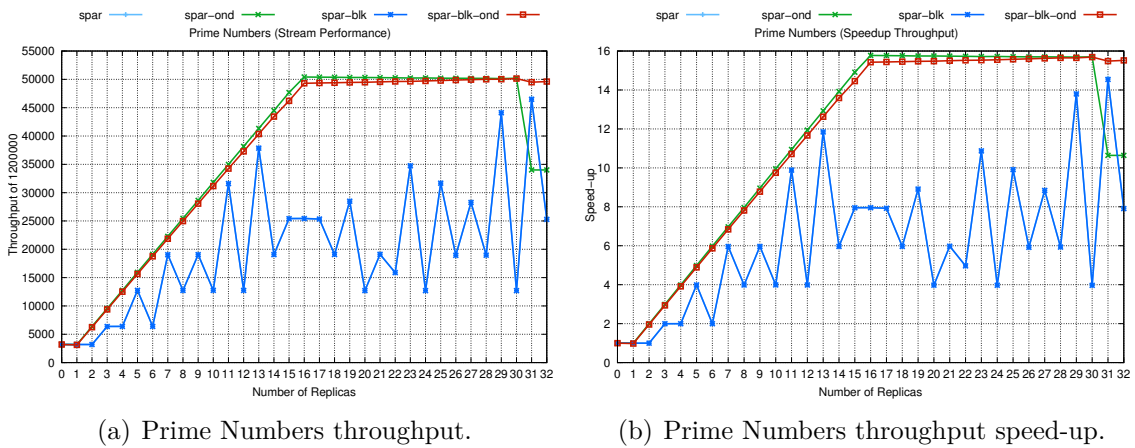 spar spar-ond spar-blk spar-blk-ond
Prime Numbers (Stream Performance)
Throughput of 1200000
55000
50000
45000
40000
35000
30000
25000
20000
15000
10000
5000
0
0 1 2 3 4 5 6 7 8 9 10 11 12 13 14 15 16 17 18 19 20 21 22 23 24 25 26 27 28 29 30 31 32
Number of Replicas
(a) Prime Numbers throughput.
spar spar-ond spar-blk spar-blk-ond
Prime Numbers (Speedup Throughput)
Speed-up
16
14
12
10
8
6
4
2
0
0 1 2 3 4 5 6 7 8 9 10 11 12 13 14 15 16 17 18 19 20 21 22 23 24 25 26 27 28 29 30 31 32
Number of Replicas
(b) Prime Numbers throughput speed-up.